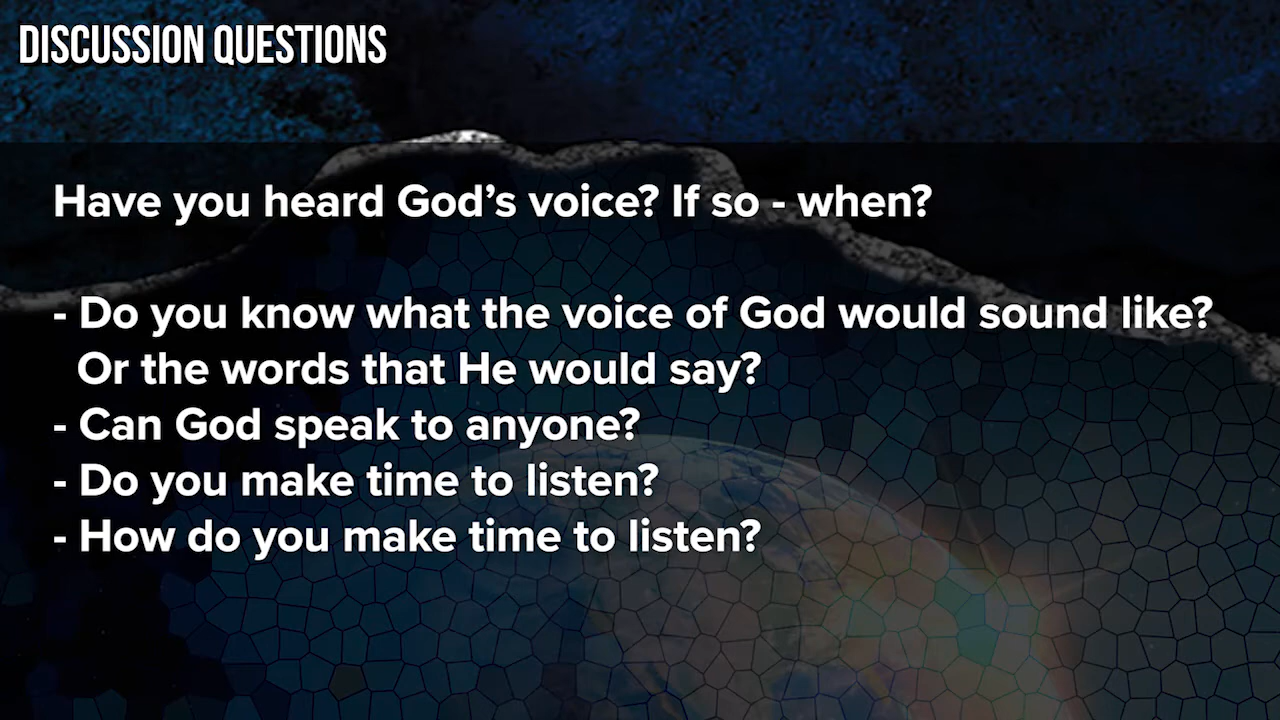 DISCUSSION QUESTIONS
Have you heard God’s voice? If so - when?
- Do you know what the voice of God would sound like?
Or the words that He would say?
- Can God speak to anyone?
- Do you make time to listen?
- How do you make time to listen?